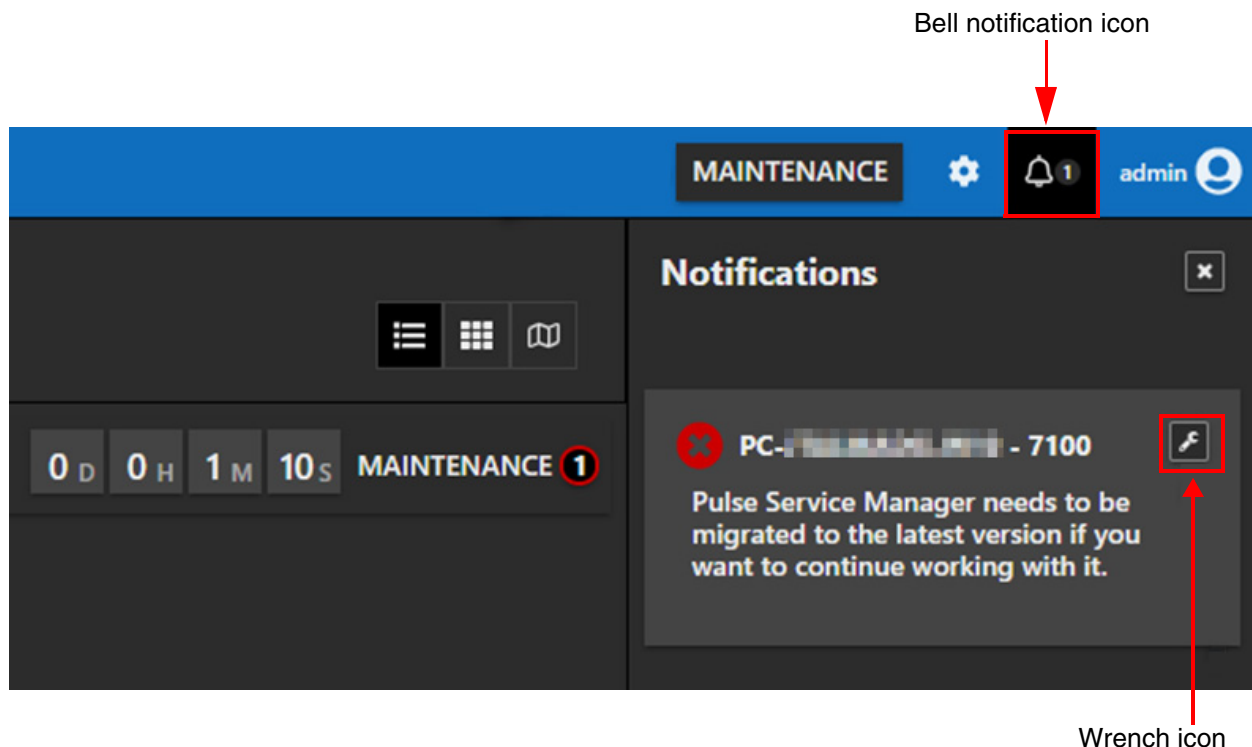 Bell notification icon
MAINTENANCE
1
admin
Notifications
0 D 0 H 1 M 10 S MAINTENANCE 1
PC- - 7100
Pulse Service Manager needs to be
migrated to the latest version if you
want to continue working with it.
Wrench icon